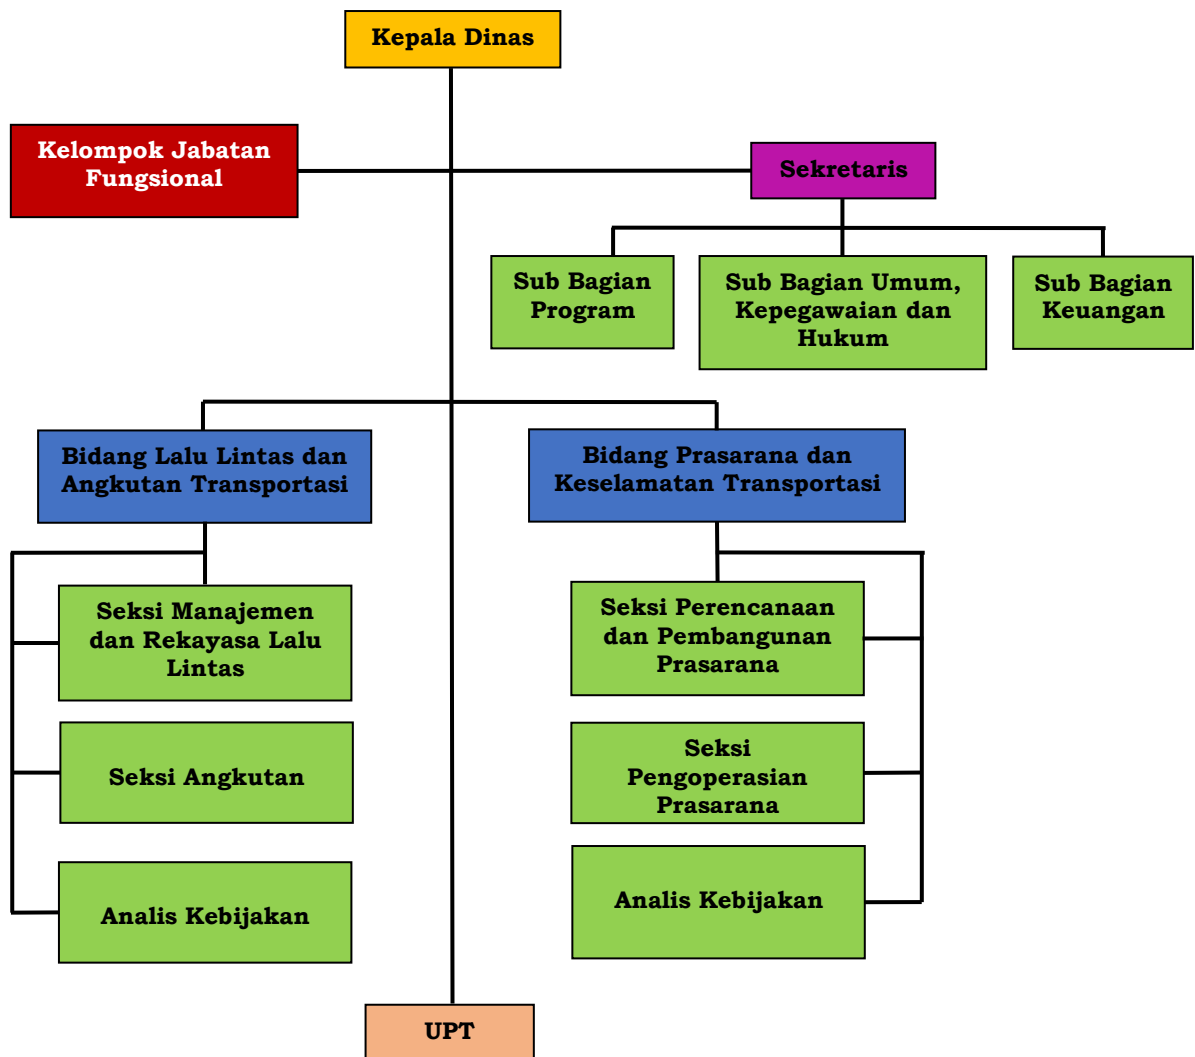 Kepala Dinas
Kelompok Jabatan
Fungsional
Sekretaris
Sub Bagian
Program
Sub Bagian Umum,
Kepegawaian dan
Hukum
Sub Bagian
Keuangan
Bidang Lalu Lintas dan
Angkutan Transportasi
Bidang Prasarana dan
Keselamatan Transportasi
Seksi Manajemen
dan Rekayasa Lalu
Lintas
Seksi Angkutan
Analis Kebijakan
Seksi Perencanaan
dan Pembangunan
Prasarana
Seksi
Pengoperasian
Prasarana
Analis Kebijakan
UPT